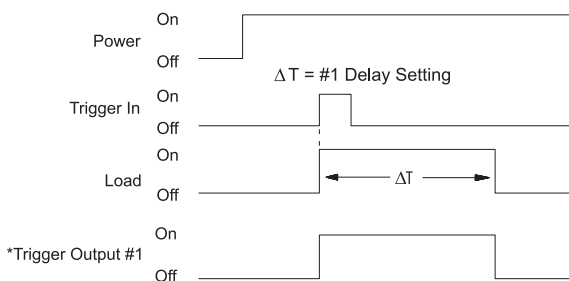 On
Power
Off
Δ T = #1 Delay Setting
On
Trigger In
Off
On
Load
ΔT
Off
On
*Trigger Output #1
Off